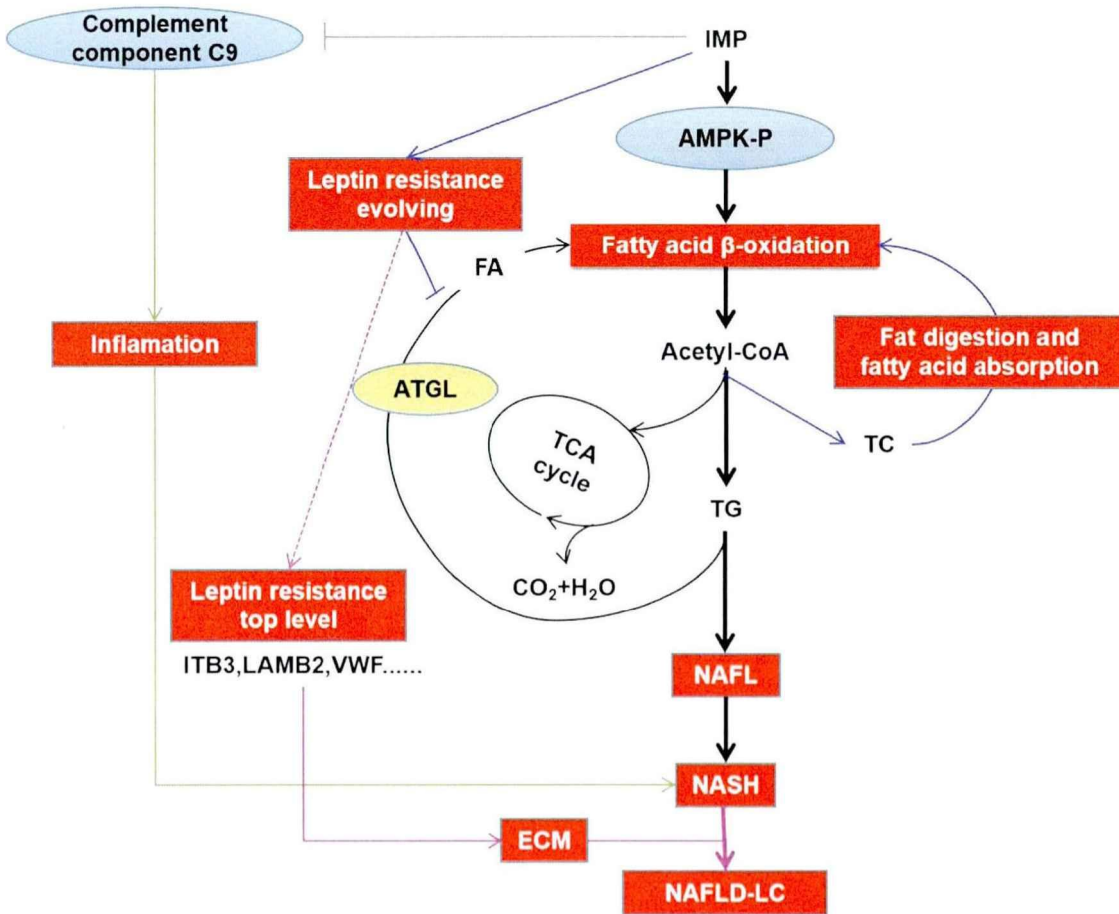 Complement
component C9
IMP
AMPK-P
Leptin resistance
evolving
Fatty acid β-oxidation
FA
Inflamation
Acetyl-CoA
Fat digestion and
fatty acid absorption
ATGL
TCA
cycle
TC
TG
CO₂+H₂O
Leptin resistance
top level
ITB3,LAMB2,VWF......
NAFL
NASH
ECM
NAFLD-LC